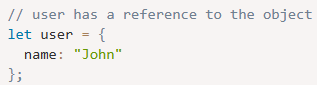 // user has a reference to the object
let user = {
  name: "John"
};